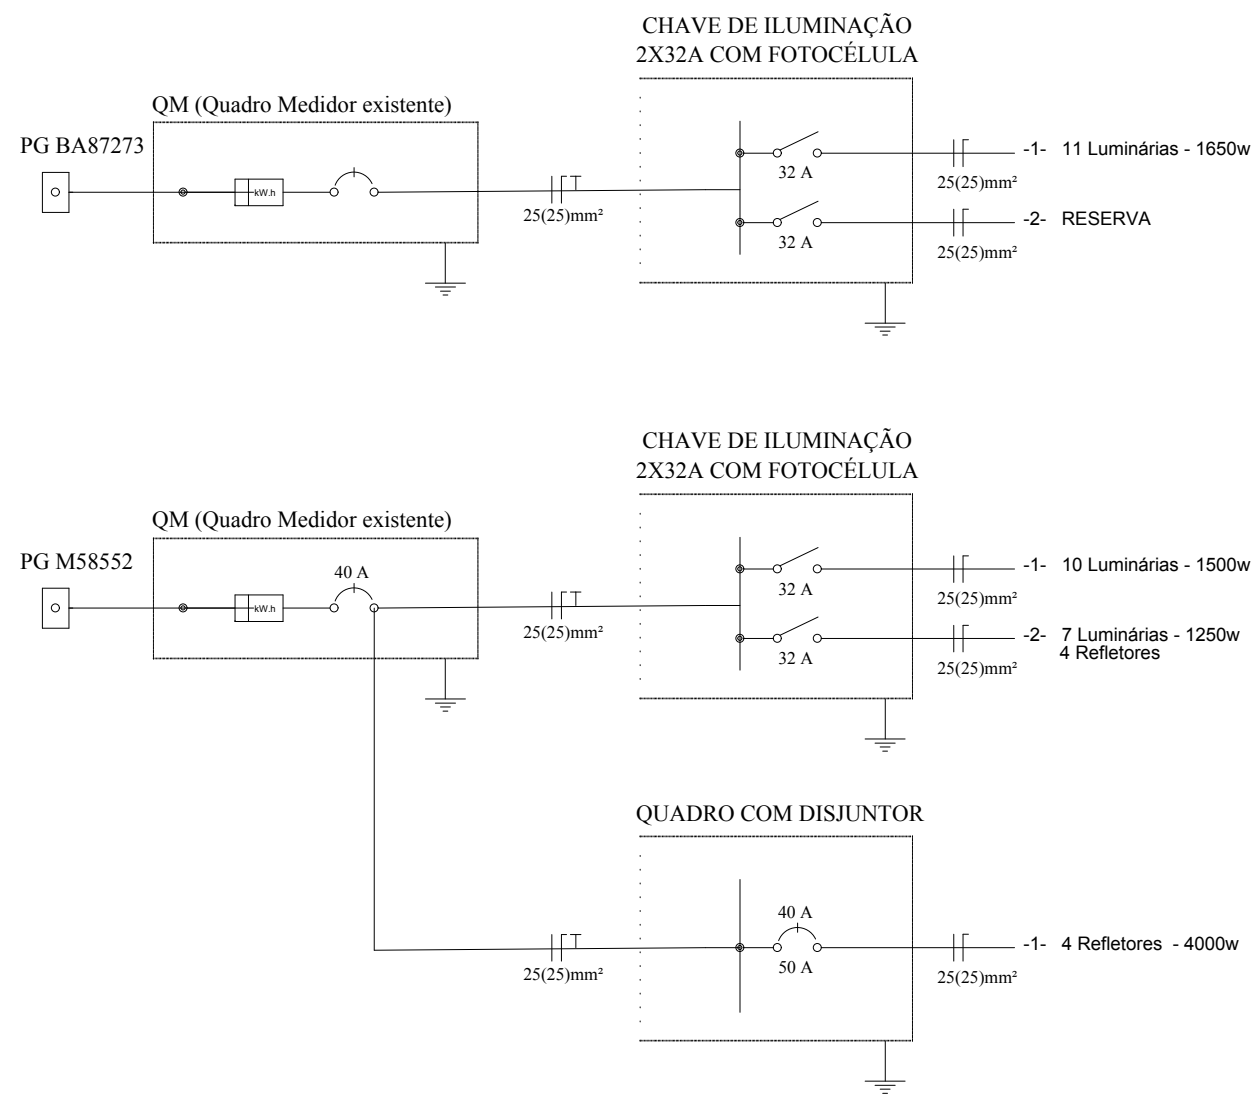 CHAVE DE ILUMINAÇÃO
2X32A COM FOTOCÉLULA
QM (Quadro Medidor existente)
PG BA87273
kW.h
25(25)mm²
32 A
25(25)mm²
-1- 11 Luminárias - 1650w
32 A
25(25)mm²
-2- RESERVA
CHAVE DE ILUMINAÇÃO
2X32A COM FOTOCÉLULA
QM (Quadro Medidor existente)
PG M58552
kW.h
40 A
25(25)mm²
32 A
25(25)mm²
-1- 10 Luminárias - 1500w
32 A
25(25)mm²
-2- 7 Luminárias - 1250w
4 Refletores
QUADRO COM DISJUNTOR
25(25)mm²
40 A
50 A
25(25)mm²
-1- 4 Refletores - 4000w